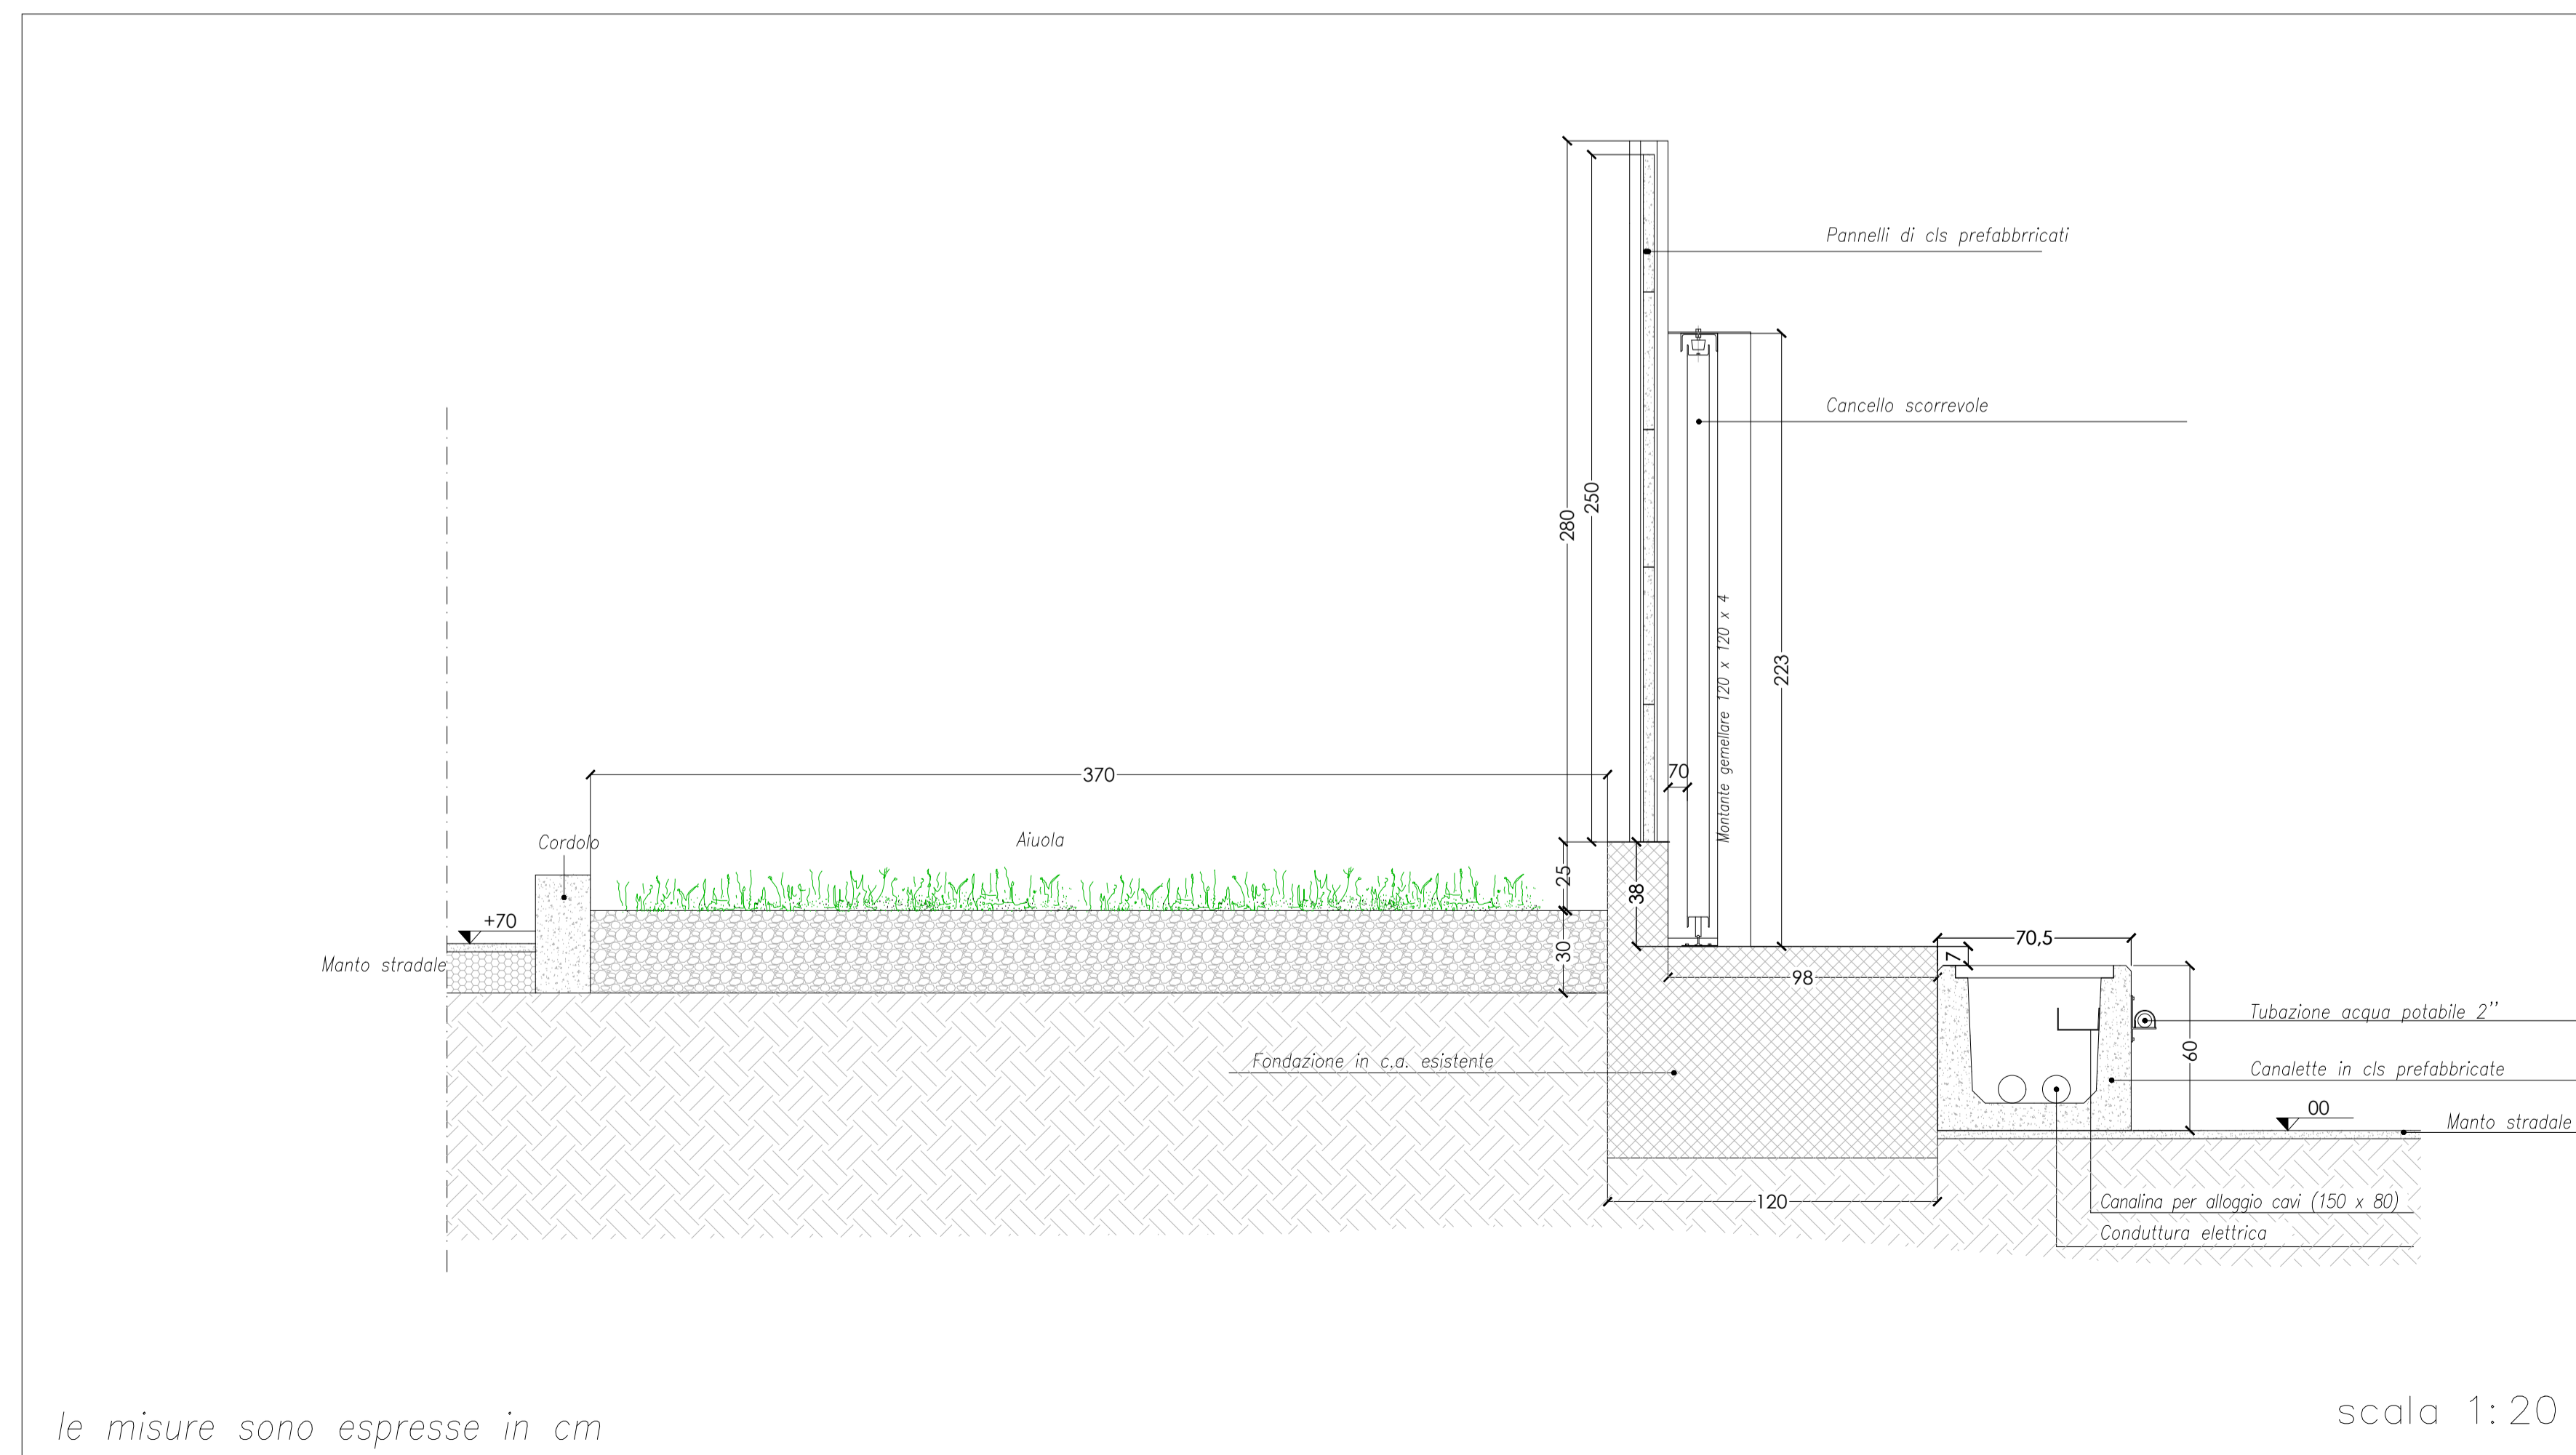 Pannelli di cls prefabbrricati
Cancello scorrevole
280
250
Montante gemellare 120 x 120 x 4
223
370
70
Cordolo
Aiuola
25
38
+70
30
Manto stradale
98
7
70,5
60
Tubazione acqua potabile 2’’
Fondazione in c.a. esistente
Canalette in cls prefabbricate
00
Manto stradale
120
Canalina per alloggio cavi (150 x 80)
Conduttura elettrica
le misure sono espresse in cm
scala 1:20